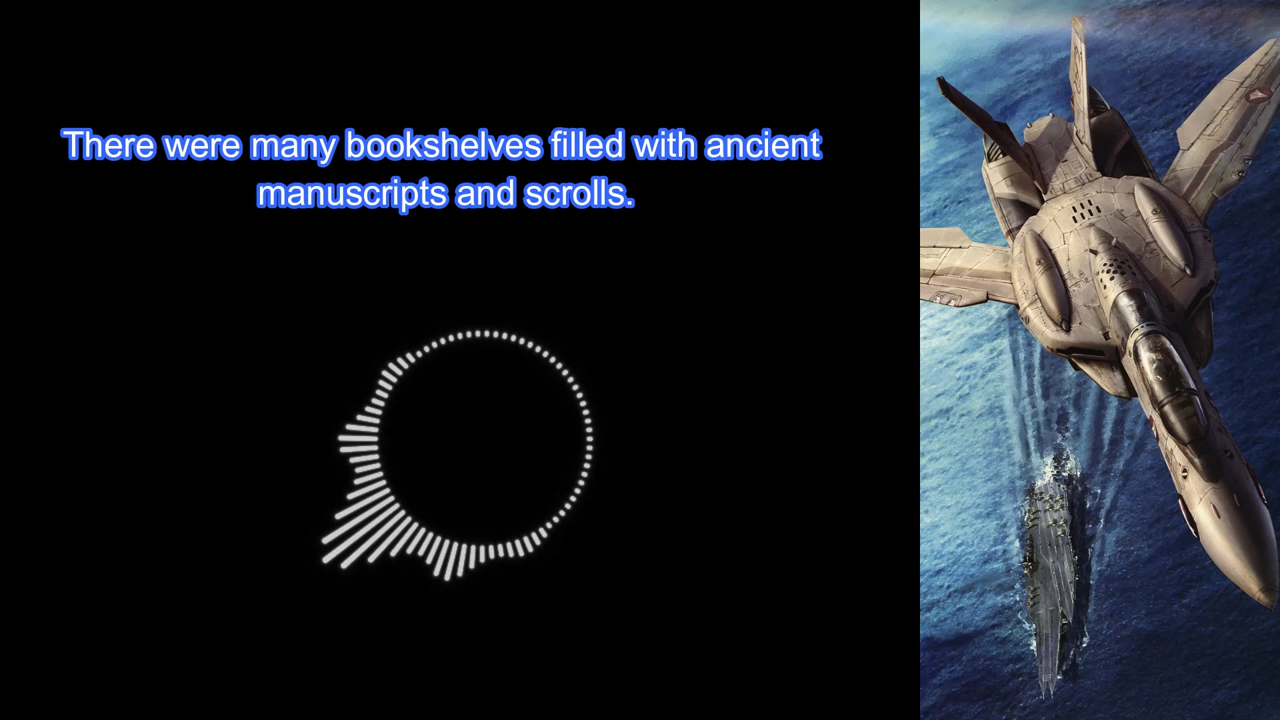 There were many bookshelves filled with ancient
manuscripts and scrolls.